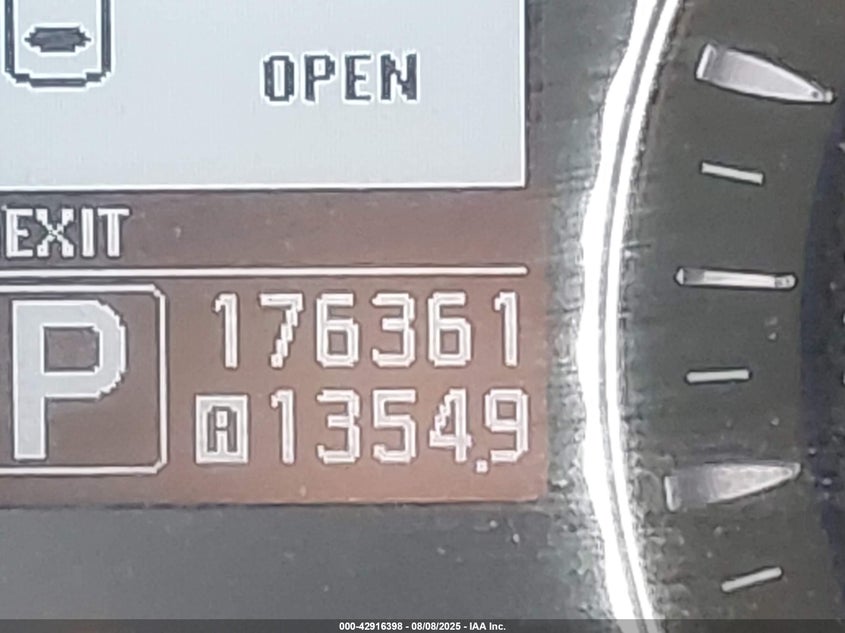 OPEN
EXIT
P
176361
A 1354.9
000-42916398 - 08/08/2025 - IAA Inc.